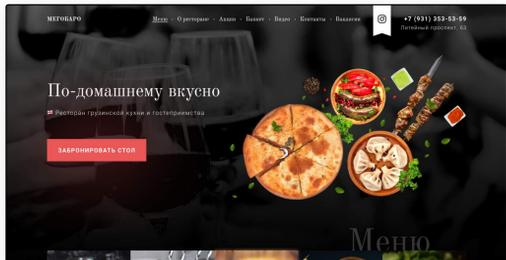 МЕГОБАРО
Меню • О ресторане • Акции • Банкет • Видео • Контакты • Вакансии
+7 (931) 353-53-59
Литейный проспект, 63
По-домашнему вкусно
Ресторан грузинской кухни и гостеприимства
ЗАБРОНИРОВАТЬ СТОЛ
Меню